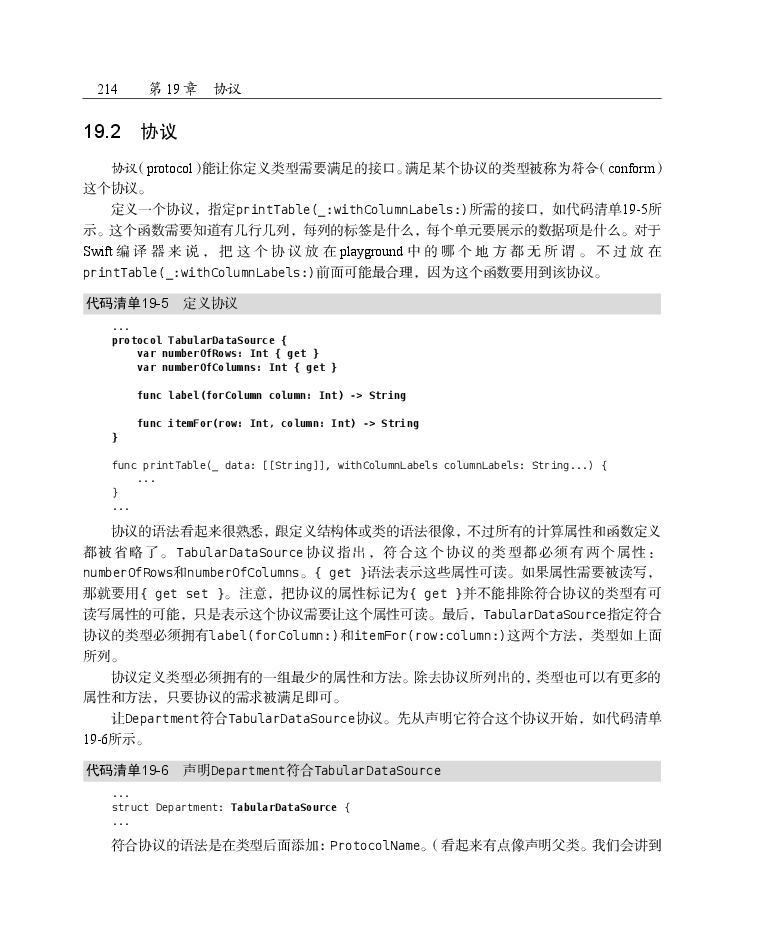 214 第 19 章 协议
19.2 协议
协议（protocol）能让你定义类型需要满足的接口。满足某个协议的类型被称为符合（conform）
这个协议。
定义一个协议，指定printTable(_:withColumnLabels:)所需的接口，如代码清单19-5所
示。这个函数需要知道有几行几列，每列的标签是什么，每个单元要展示的数据项是什么。对于
Swift编译器来说，把这个协议放在playground中的哪个地方都无所谓。不过放在
printTable(_:withColumnLabels:)前面可能最合理，因为这个函数要用到该协议。
代码清单19-5 定义协议
...
protocol TabularDataSource {
    var numberOfRows: Int { get }
    var numberOfColumns: Int { get }
    func label(forColumn column: Int) -> String
    func itemFor(row: Int, column: Int) -> String
}
func printTable(_ data: [[String]], withColumnLabels columnLabels: String...) {
    ...
}
...
协议的语法看起来很熟悉，跟定义结构体或类的语法很像，不过所有的计算属性和函数定义
都被省略了。TabularDataSource协议指出，符合这个协议的类型都必须有两个属性：
numberOfRows和numberOfColumns。{ get }语法表示这些属性可读。如果属性需要被读写，
那就要用{ get set }。注意，把协议的属性标记为{ get }并不能排除符合协议的类型有可
读写属性的可能，只是表示这个协议需要让这个属性可读。最后，TabularDataSource指定符合
协议的类型必须拥有label(forColumn:)和itemFor(row:column:)这两个方法，类型如上面
所列。
协议定义类型必须拥有的一组最少的属性和方法。除去协议所列出的，类型也可以有更多的
属性和方法，只要协议的需求被满足即可。
让Department符合TabularDataSource协议。先从声明它符合这个协议开始，如代码清单
19-6所示。
代码清单19-6 声明Department符合TabularDataSource
...
struct Department: TabularDataSource {
...
符合协议的语法是在类型后面添加: ProtocolName。（看起来有点像声明父类。我们会讲到